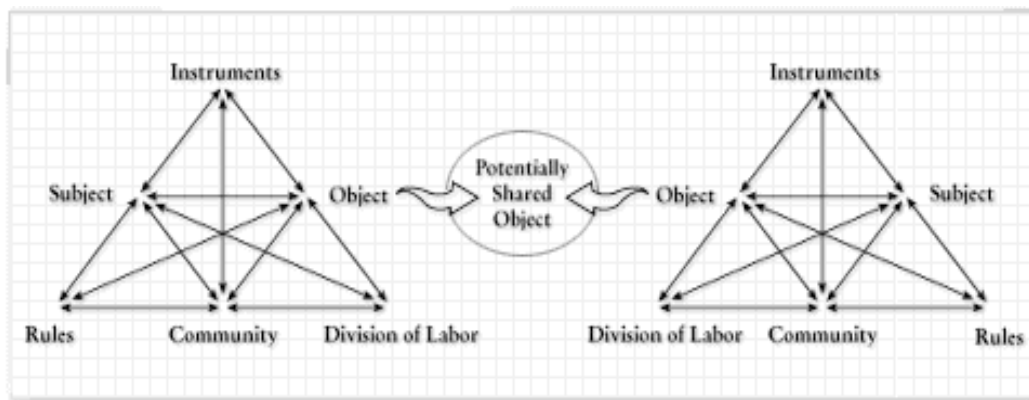 Instruments
Instruments
Subject
Object
Potentially
Shared
Object
Object
Subject
Rules
Community
Division of Labor
Division of Labor
Community
Rules